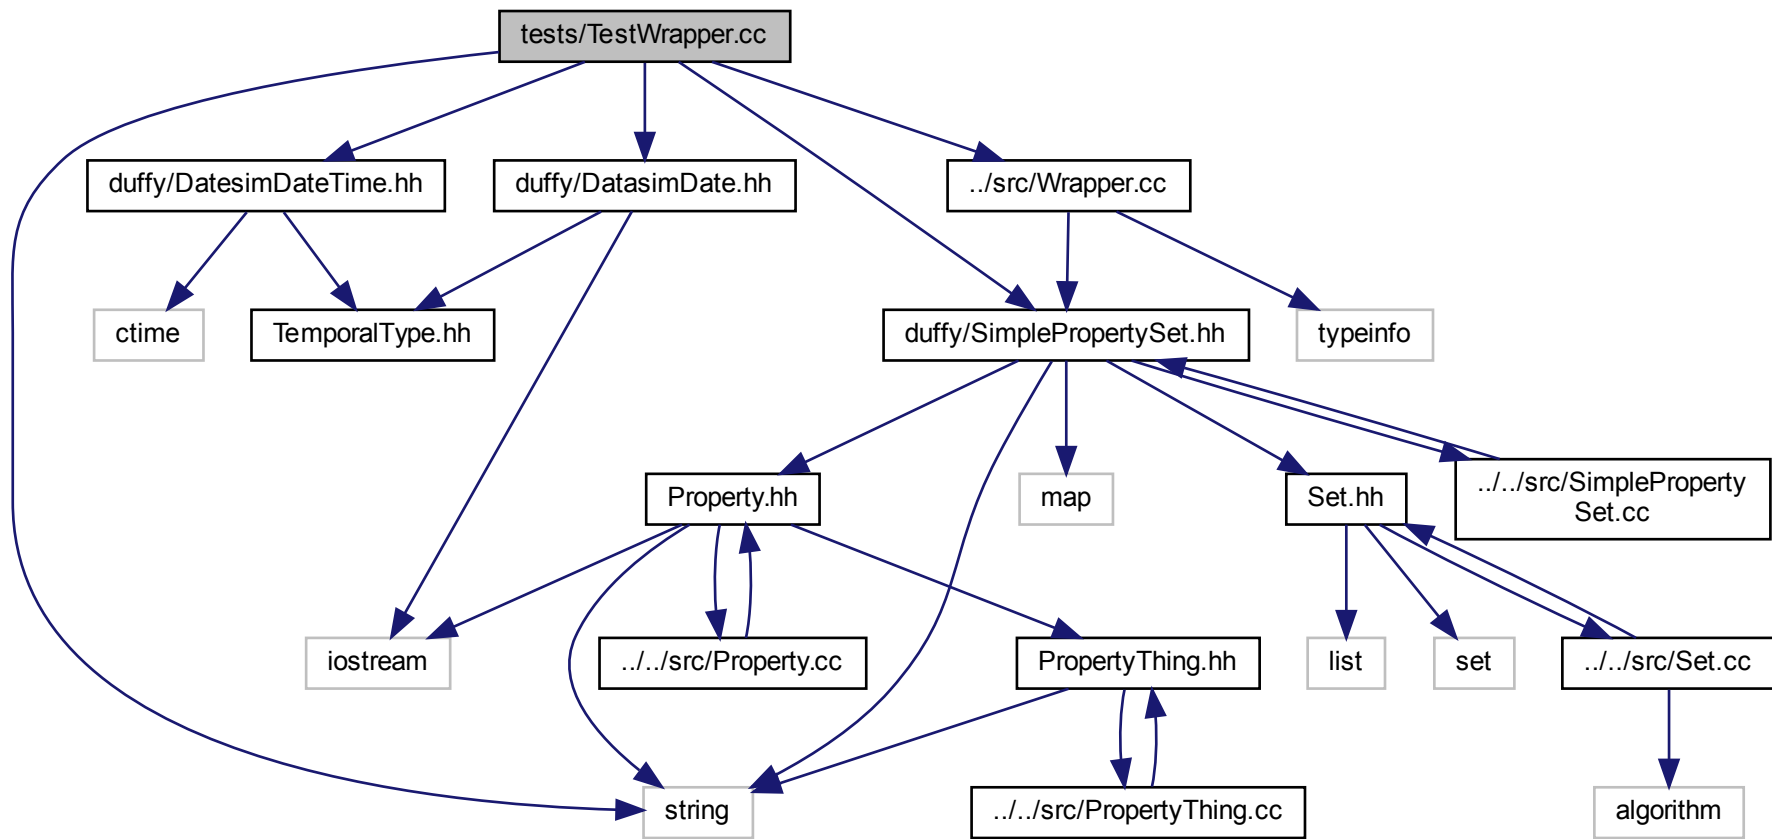 tests/TestWrapper.cc
duffy/DatesimDateTime.hh
duffy/DatasimDate.hh
../src/Wrapper.cc
ctime
TemporalType.hh
duffy/SimplePropertySet.hh
typeinfo
Property.hh
map
Set.hh
../../src/SimpleProperty
Set.cc
iostream
../../src/Property.cc
PropertyThing.hh
list
set
../../src/Set.cc
string
../../src/PropertyThing.cc
algorithm